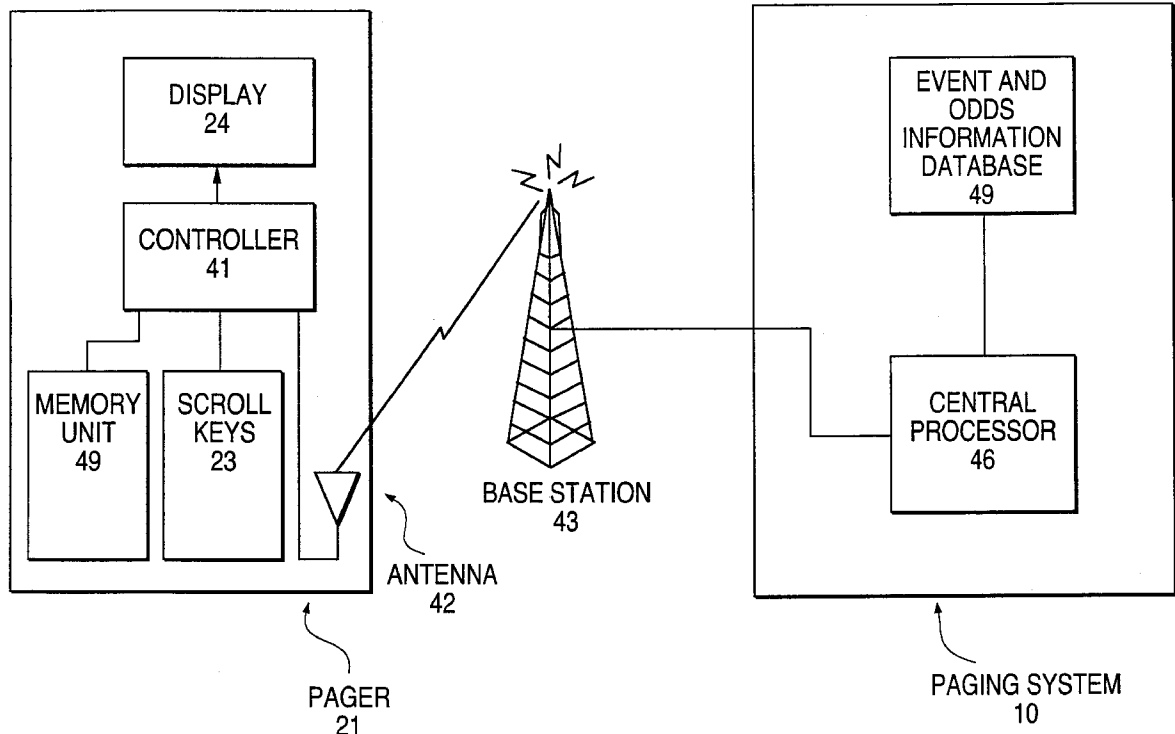 DISPLAY
24
CONTROLLER
41
MEMORY
UNIT
49
SCROLL
KEYS
23
ANTENNA
42
PAGER
21
BASE STATION
43
EVENT AND
ODDS
INFORMATION
DATABASE
49
CENTRAL
PROCESSOR
46
PAGING SYSTEM
10